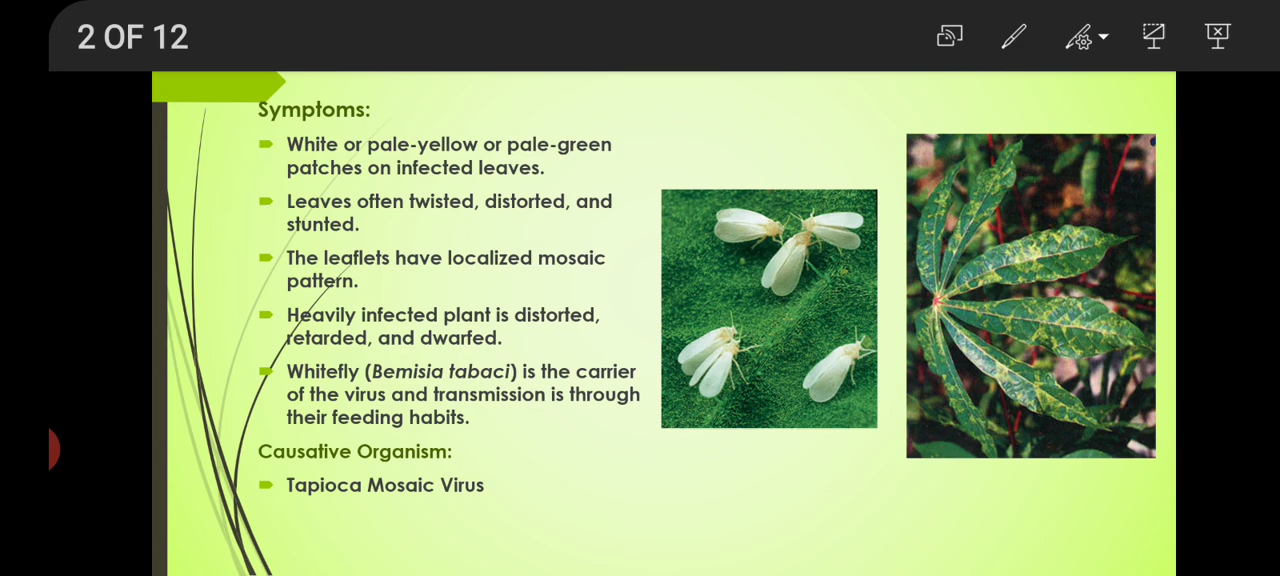 2 OF 12
Symptoms:
White or pale-yellow or pale-green
patches on infected leaves.
Leaves often twisted, distorted, and
stunted.
The leaflets have localized mosaic
pattern.
Heavily infected plant is distorted,
retarded, and dwarfed.
Whitefly (Bemisia tabaci) is the carrier
of the virus and transmission is through
their feeding habits.
Causative Organism:
Tapioca Mosaic Virus